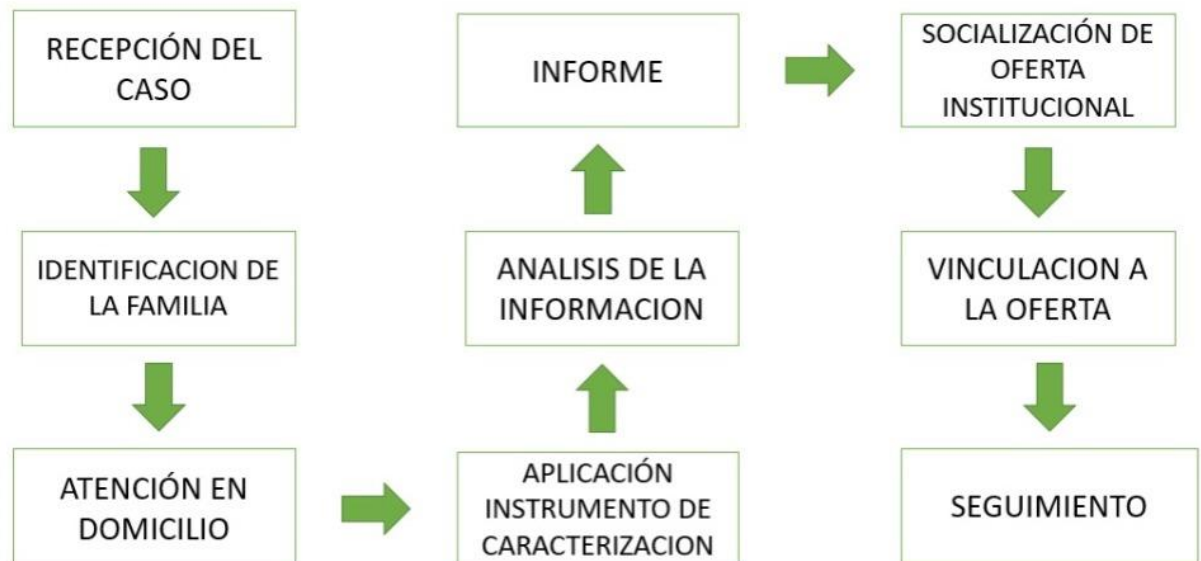 RECEPCIÓN DEL
CASO
IDENTIFICACION DE
LA FAMILIA
ATENCIÓN EN
DOMICILIO
APLICACIÓN
INSTRUMENTO DE
CARACTERIZACION
ANALISIS DE LA
INFORMACION
INFORME
SOCIALIZACIÓN DE
OFERTA
INSTITUCIONAL
VINCULACION A
LA OFERTA
SEGUIMIENTO